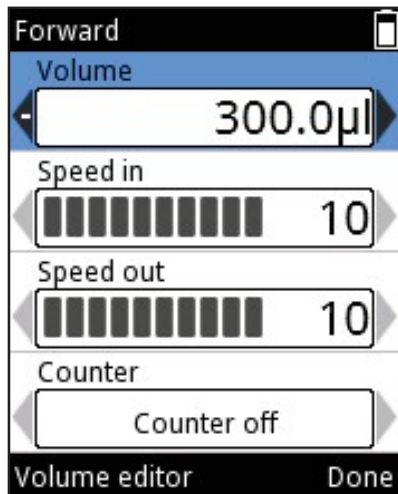 Forward
Volume
- 300.0µl
Speed in
10
Speed out
10
Counter
Counter off
Volume editor Done